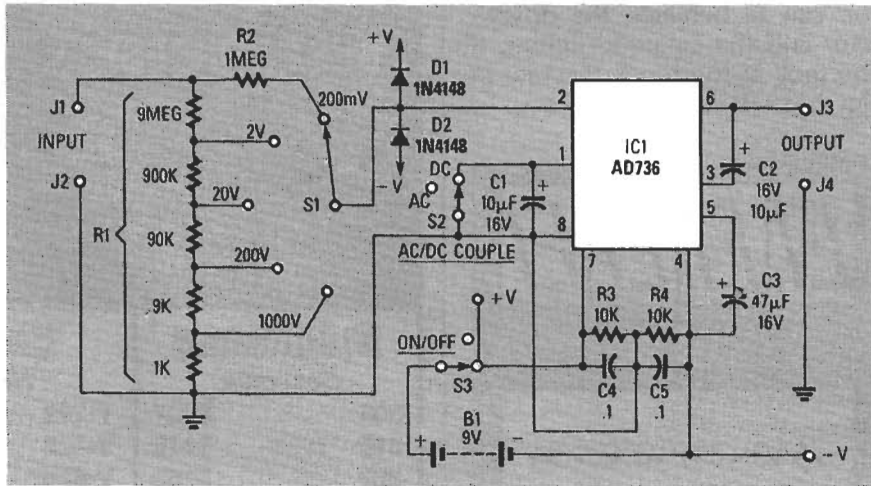 J1
INPUT
J2
R1
9MEG
900K
90K
9K
1K
R2
1MEG
200mV
2V
20V
200V
1000V
S1
+V
D1
1N4148
D2
1N4148
-V
DC
AC
S2
AC/DC COUPLE
C1
10µF
16V
2
1
8
7
4
6
3
5
IC1
AD736
J3
OUTPUT
J4
C2
16V
10µF
C3
47µF
16V
R3
10K
R4
10K
C4
.1
C5
.1
+V
ON/OFF
S3
B1
9V
+
-
-V
+
+
+